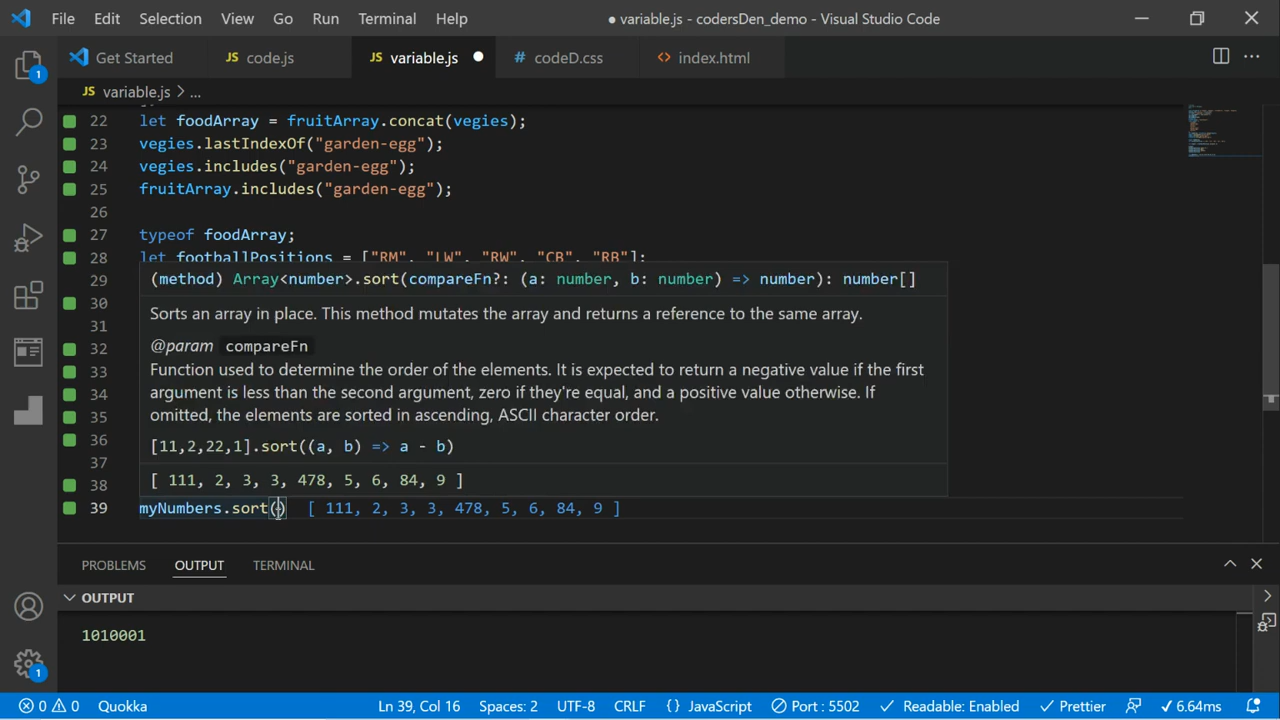 File Edit Selection View Go Run Terminal Help ● variable.js - codersDen_demo - Visual Studio Code
Get Started JS code.js JS variable.js # codeD.css <> index.html ...
JS variable.js > ...
22 let foodArray = fruitArray.concat(vegies);
23 vegies.lastIndexOf("garden-egg");
24 vegies.includes("garden-egg");
25 fruitArray.includes("garden-egg");
26
27 typeof foodArray;
28 let footballPositions = ["RM", "LW", "RW", "CB", "RB"];
29 (method) Array<number>.sort(compareFn?: (a: number, b: number) => number): number[]
30 Sorts an array in place. This method mutates the array and returns a reference to the same array.
31
32 @param compareFn
33 Function used to determine the order of the elements. It is expected to return a negative value if the first
34 argument is less than the second argument, zero if they're equal, and a positive value otherwise. If
35 omitted, the elements are sorted in ascending, ASCII character order.
36 [11,2,22,1].sort((a, b) => a - b)
37
38 [ 111, 2, 3, 3, 478, 5, 6, 84, 9 ]
39 myNumbers.sort() [ 111, 2, 3, 3, 478, 5, 6, 84, 9 ]
PROBLEMS OUTPUT TERMINAL
OUTPUT
1010001
0 0 Quokka Ln 39, Col 16 Spaces: 2 UTF-8 CRLF {} JavaScript Port : 5502 Readable: Enabled Prettier 6.64ms
1
1